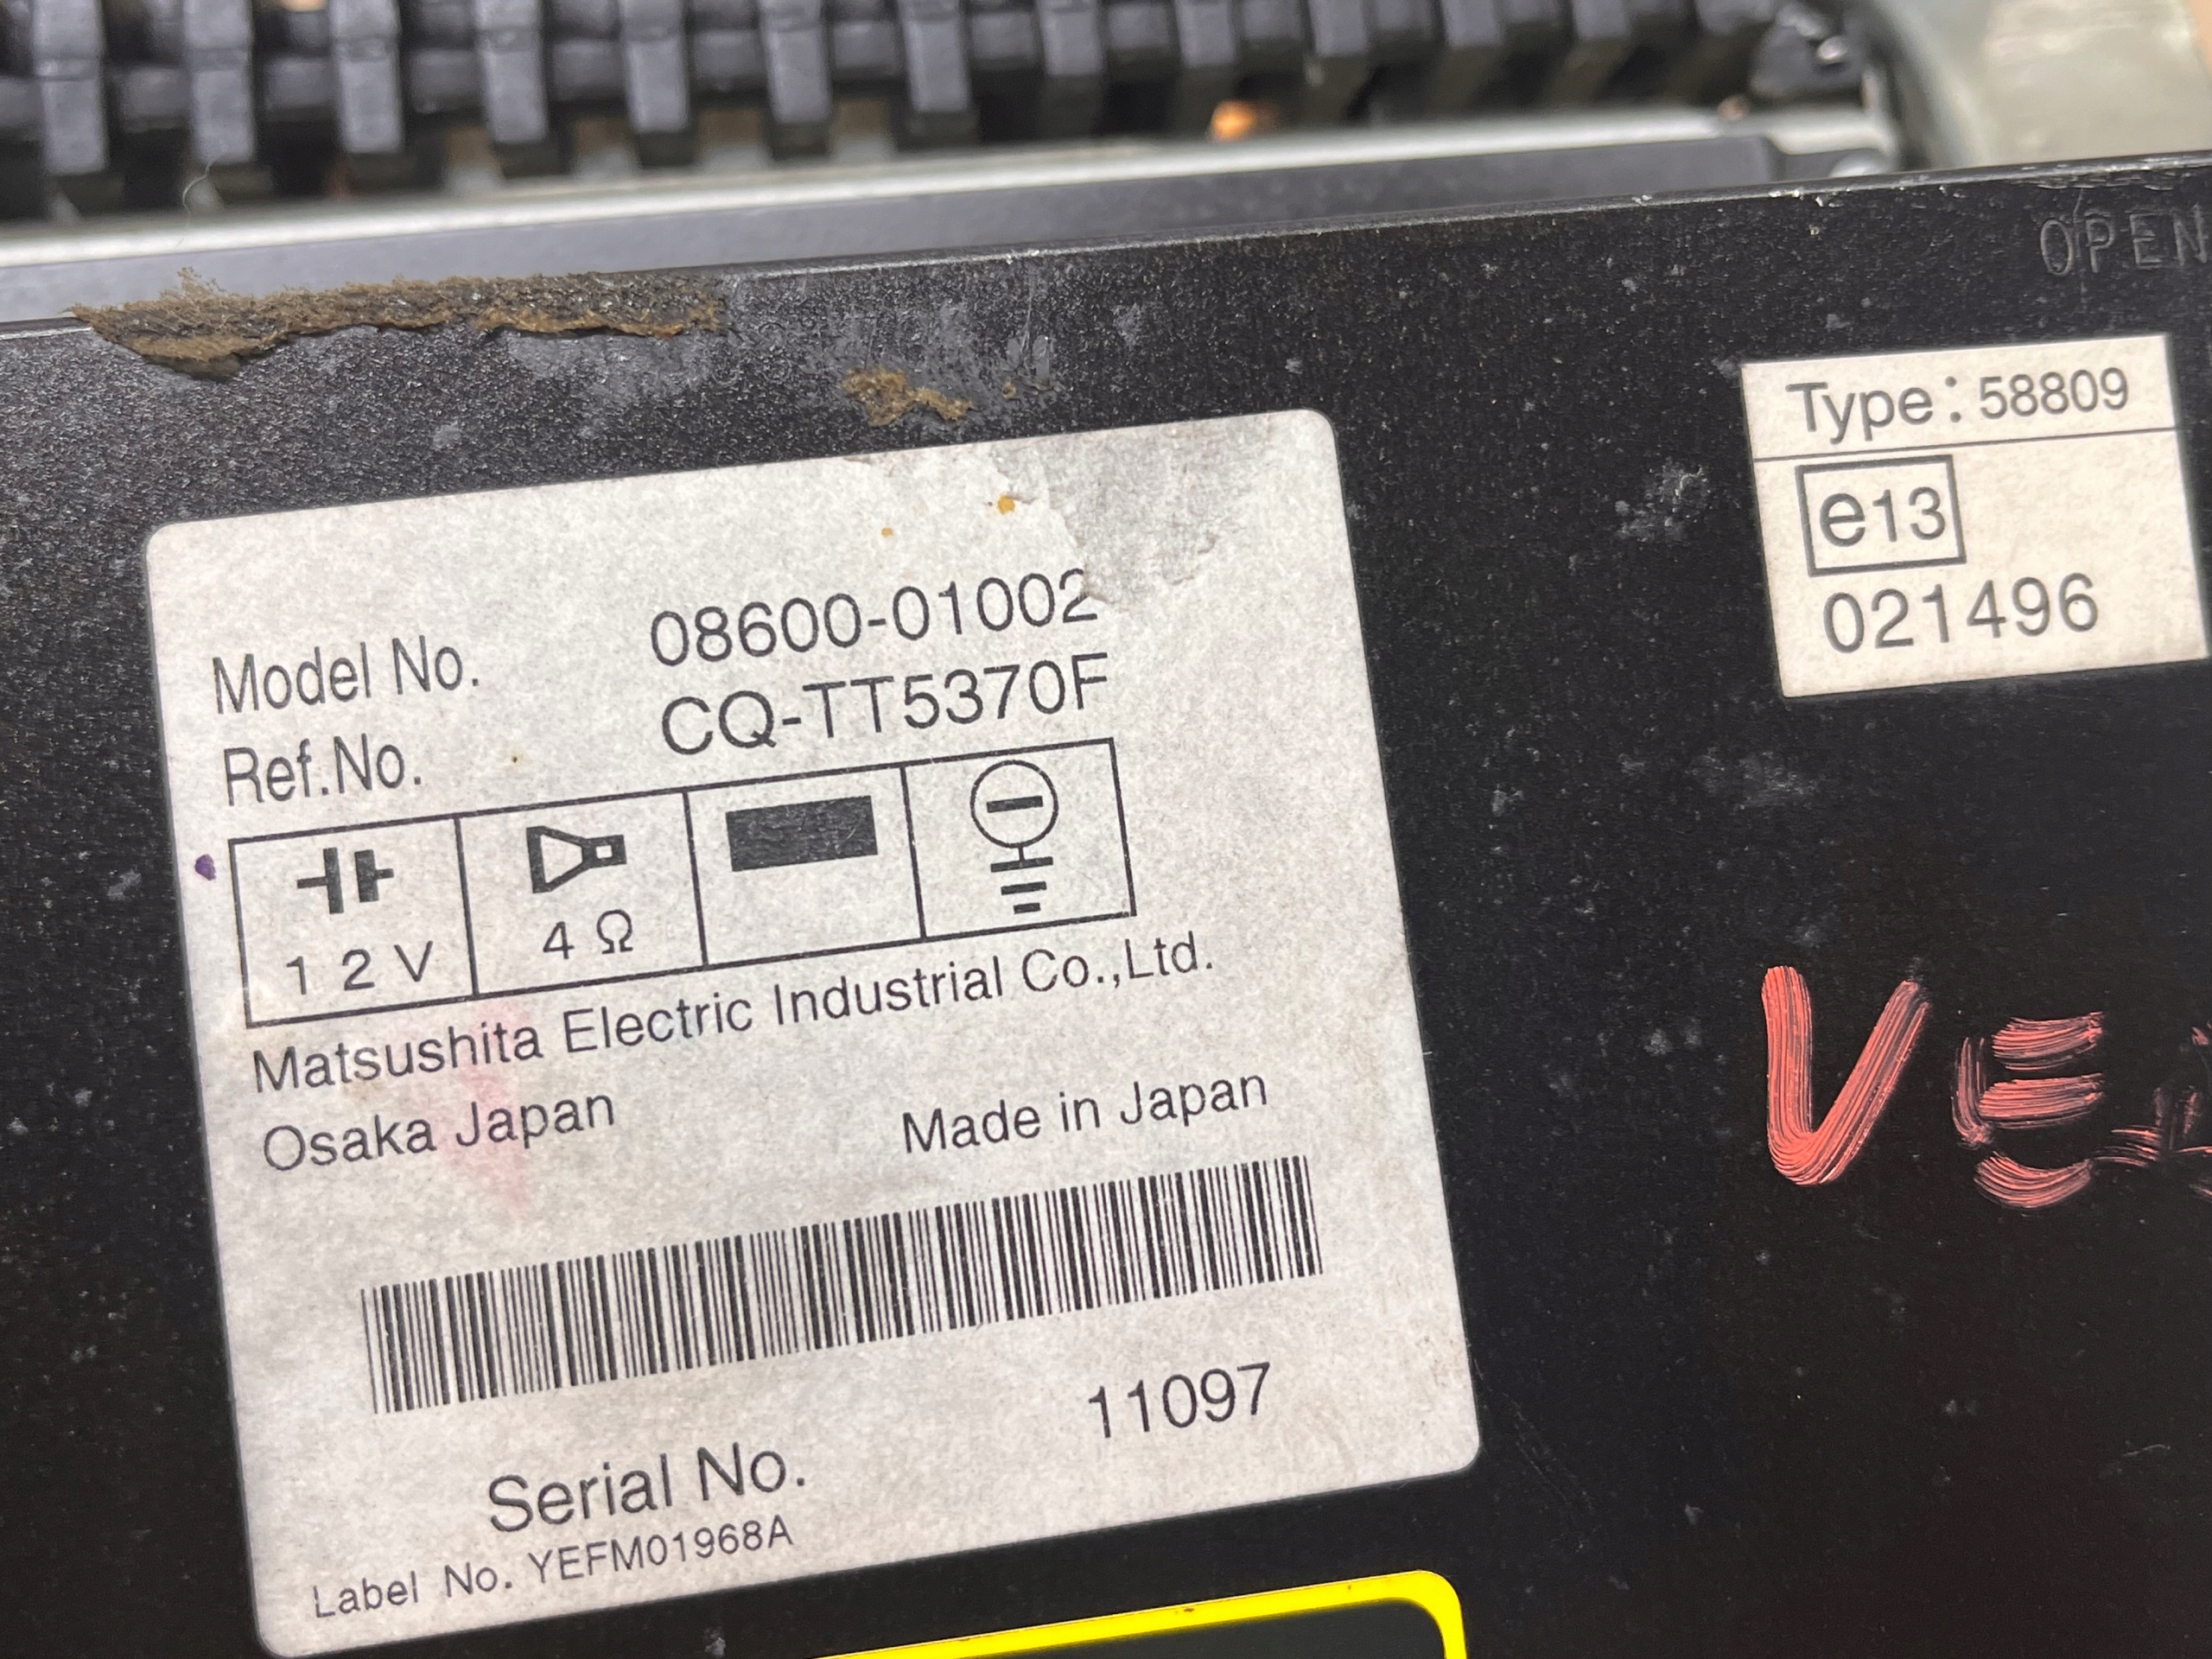 OPEN
Type: 58809
e13
021496
Model No. 08600-01002
Ref.No. CQ-TT5370F
12V
4 Ω
Matsushita Electric Industrial Co.,Ltd.
Osaka Japan Made in Japan
11097
Serial No.
Label No. YEFM01968A